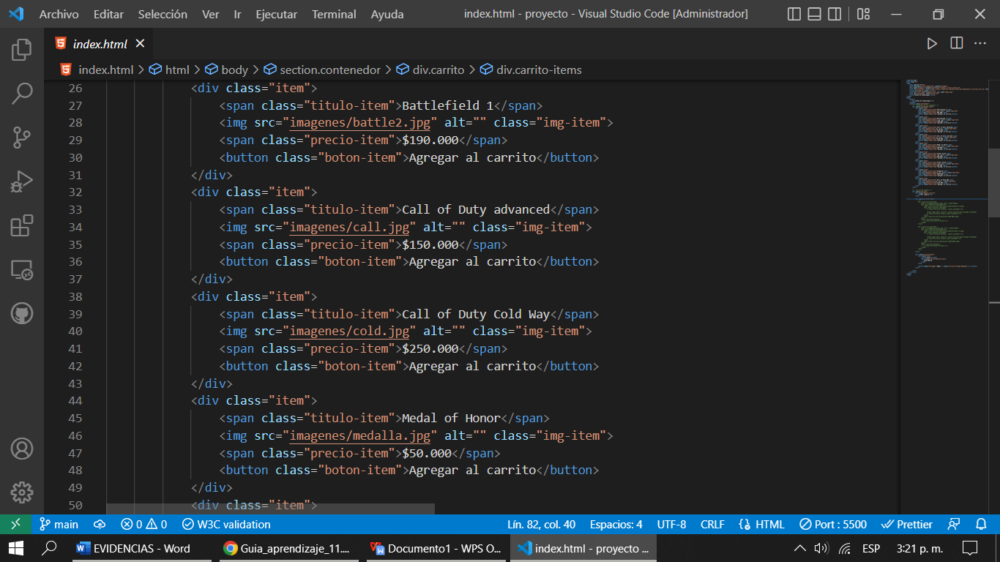 Archivo Editar Selección Ver Ir Ejecutar Terminal Ayuda index.html - proyecto - Visual Studio Code [Administrador]
index.html
index.html > html > body > section.contenedor > div.carrito > div.carrito-items
26 <div class="item">
27 <span class="titulo-item">Battlefield 1</span>
28 <img src="imagenes/battle2.jpg" alt="" class="img-item">
29 <span class="precio-item">$190.000</span>
30 <button class="boton-item">Agregar al carrito</button>
31 </div>
32 <div class="item">
33 <span class="titulo-item">Call of Duty advanced</span>
34 <img src="imagenes/call.jpg" alt="" class="img-item">
35 <span class="precio-item">$150.000</span>
36 <button class="boton-item">Agregar al carrito</button>
37 </div>
38 <div class="item">
39 <span class="titulo-item">Call of Duty Cold Way</span>
40 <img src="imagenes/cold.jpg" alt="" class="img-item">
41 <span class="precio-item">$250.000</span>
42 <button class="boton-item">Agregar al carrito</button>
43 </div>
44 <div class="item">
45 <span class="titulo-item">Medal of Honor</span>
46 <img src="imagenes/medalla.jpg" alt="" class="img-item">
47 <span class="precio-item">$50.000</span>
48 <button class="boton-item">Agregar al carrito</button>
49 </div>
50 <div class="item">
main 0 0 W3C validation Lín. 82, col. 40 Espacios: 4 UTF-8 CRLF HTML Port : 5500 Prettier
EVIDENCIAS - Word Guia_aprendizaje_11.... Documento1 - WPS O... index.html - proyecto ... ESP 3:21 p. m.